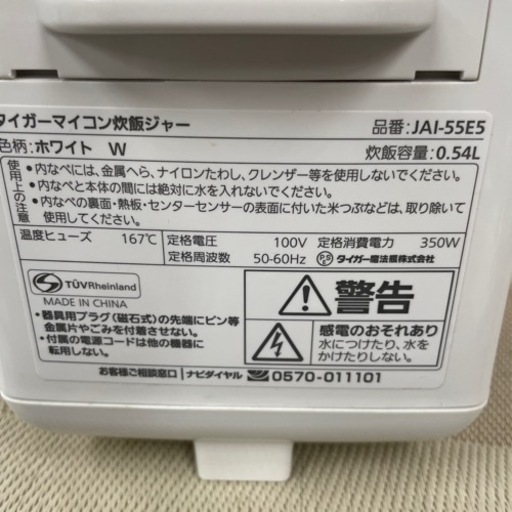 タイガーマイコン炊飯ジャー 品番:JAI-55E5
色柄:ホワイト W 炊飯容量:0.54L
使用上の注意
・内なべには、金属へら、ナイロンたわし、クレンザー等を使用しないでください。
・内なべと本体の間には絶対に水を入れないでください。
・内なべの裏面・熱板・センターセンサーの表面に付いた米つぶなどは、取り除いて
使用してください。
温度ヒューズ 167℃ 定格電圧 100V 定格消費電力 350W
定格周波数 50-60Hz PSE タイガー魔法瓶株式会社
TÜVRheinland
MADE IN CHINA
・器具用プラグ(磁石式)の先端にピン等
金属片やごみを付着させない。
・付属の電源コードは他の機器に
転用しない。
警告
感電のおそれあり
水につけたり、水を
かけたりしない。
お客様ご相談窓口 ナビダイヤル 0570-011101